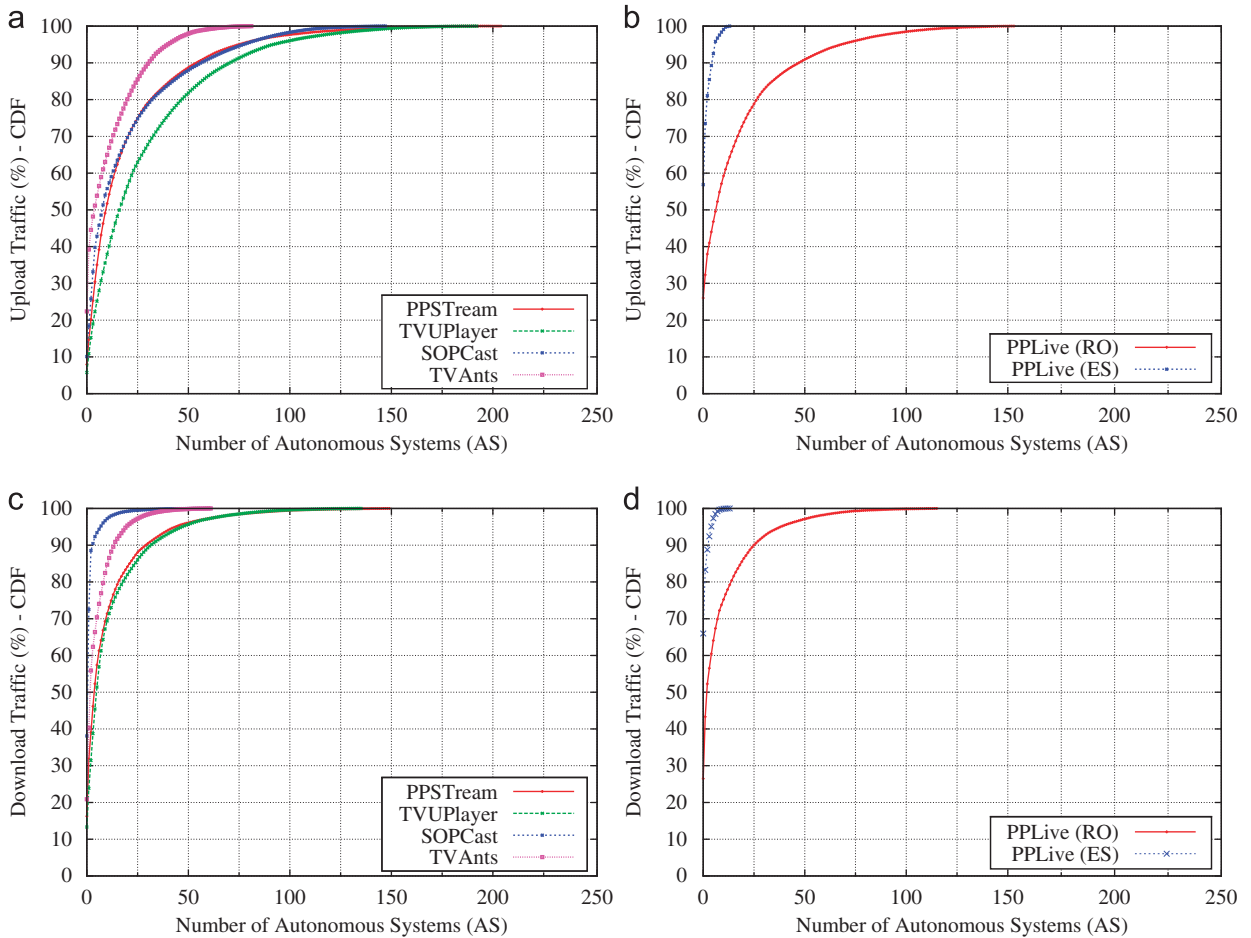 a
Upload Traffic (%) - CDF
100
90
80
70
60
50
40
30
20
10
0
PPSTream
TVUPlayer
SOPCast
TVAnts
0 50 100 150 200 250
Number of Autonomous Systems (AS)
b
Upload Traffic (%) - CDF
100
90
80
70
60
50
40
30
20
10
0
PPLive (RO)
PPLive (ES)
0 50 100 150 200 250
Number of Autonomous Systems (AS)
c
Download Traffic (%) - CDF
100
90
80
70
60
50
40
30
20
10
0
PPSTream
TVUPlayer
SOPCast
TVAnts
0 50 100 150 200 250
Number of Autonomous Systems (AS)
d
Download Traffic (%) - CDF
100
90
80
70
60
50
40
30
20
10
0
PPLive (RO)
PPLive (ES)
0 50 100 150 200 250
Number of Autonomous Systems (AS)